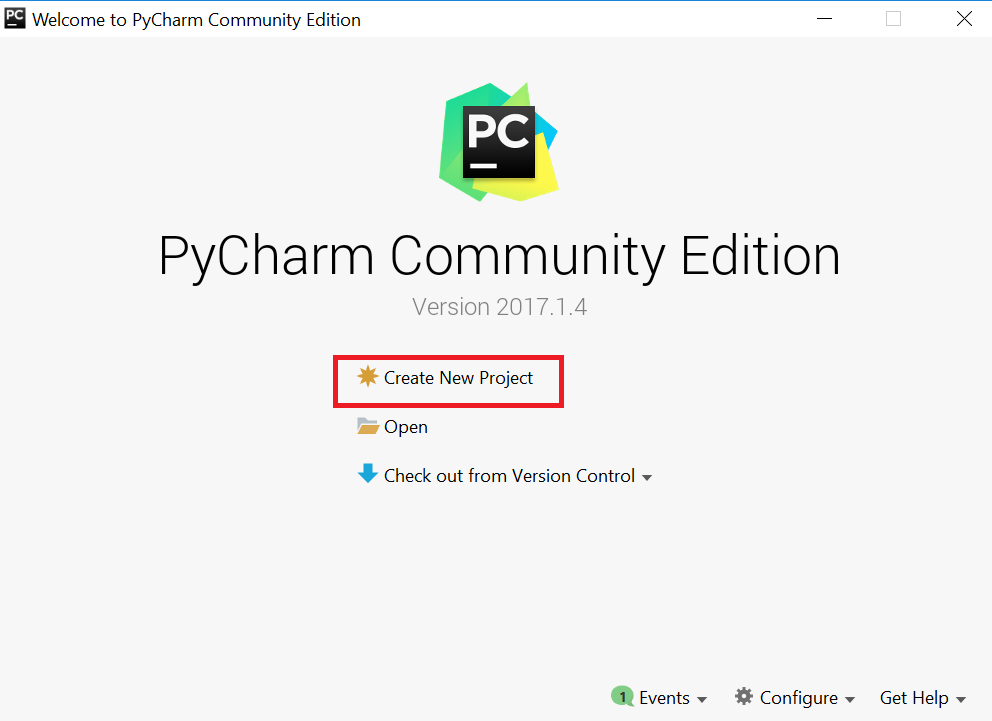 PC Welcome to PyCharm Community Edition
PC
PyCharm Community Edition
Version 2017.1.4
Create New Project
Open
Check out from Version Control
1 Events Configure Get Help